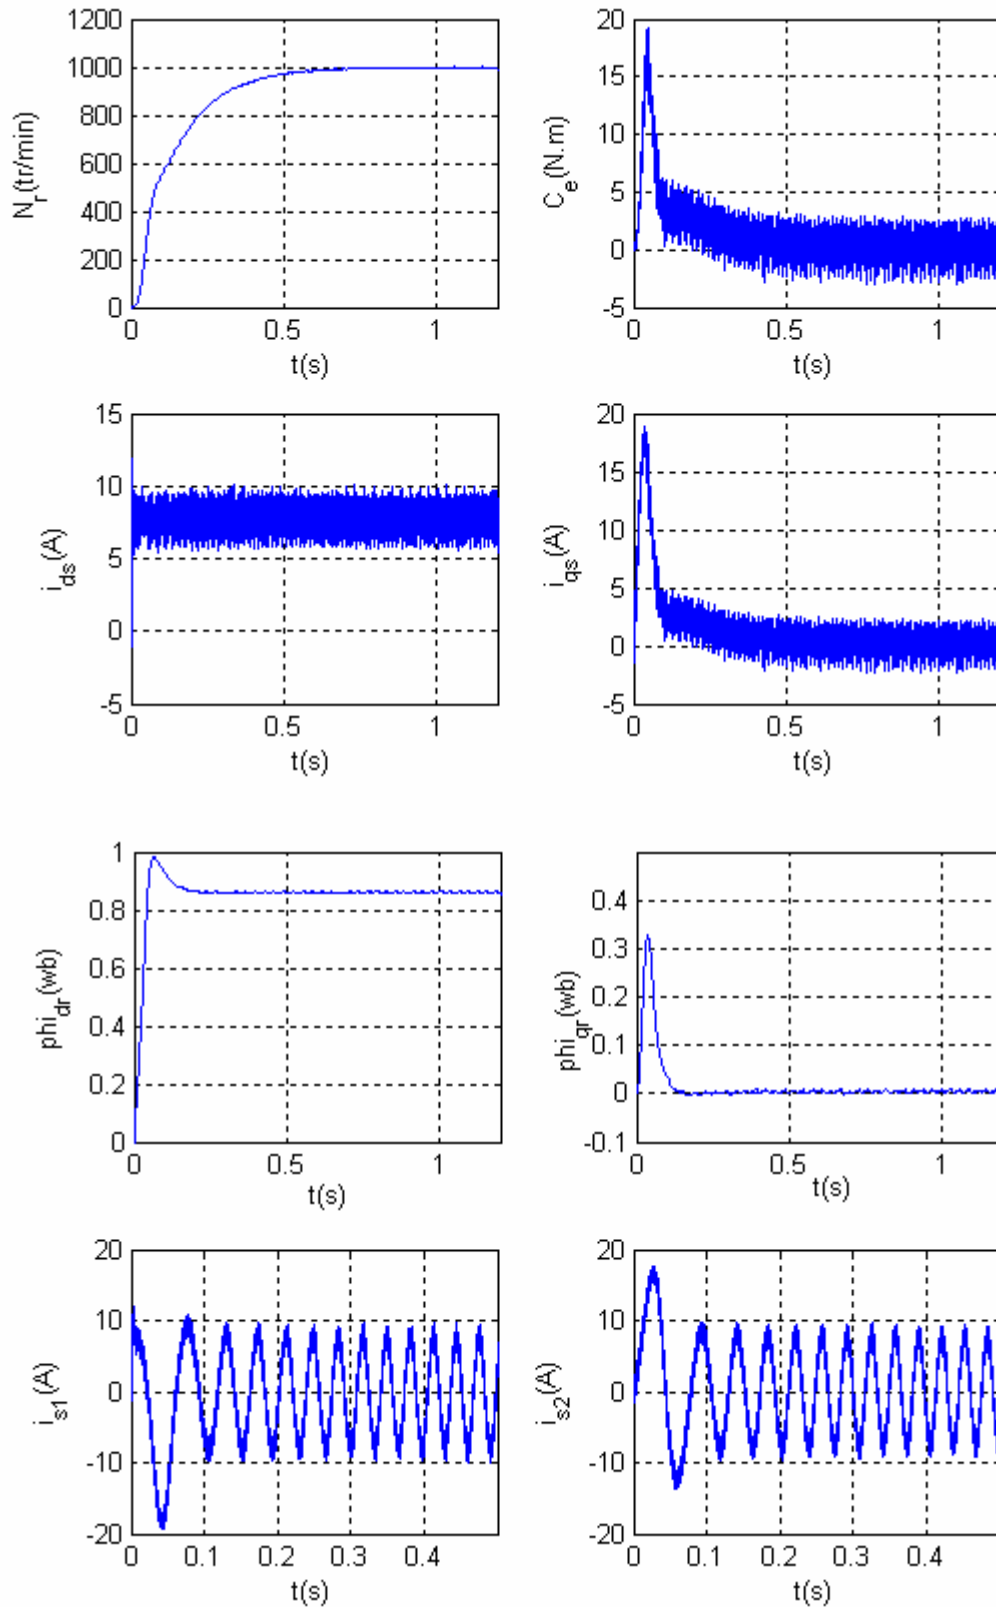 1200
1000
800
600
400
200
0
N_r(tr/min)
0 0.5 1
t(s)
20
15
10
5
0
-5
C_e(N.m)
0 0.5 1
t(s)
15
10
5
0
-5
i_ds(A)
0 0.5 1
t(s)
20
15
10
5
0
-5
i_qs(A)
0 0.5 1
t(s)
1
0.8
0.6
0.4
0.2
0
phi_dr(wb)
0 0.5 1
t(s)
0.4
0.3
0.2
0.1
0
-0.1
phi_qr(wb)
0 0.5 1
t(s)
20
10
0
-10
-20
i_s1(A)
0 0.1 0.2 0.3 0.4
t(s)
20
10
0
-10
-20
i_s2(A)
0 0.1 0.2 0.3 0.4
t(s)